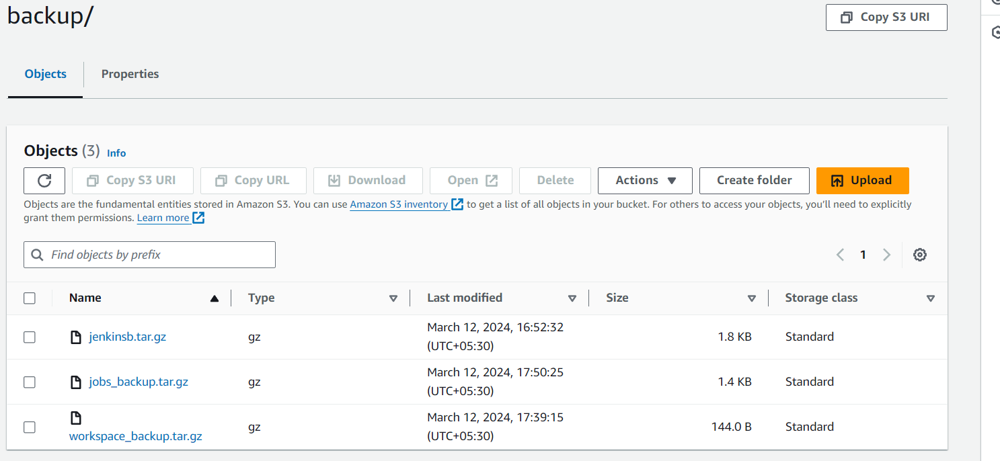 backup/
Copy S3 URI
Objects
Properties
Objects (3) Info
Copy S3 URI
Copy URL
Download
Open
Delete
Actions
Create folder
Upload
Objects are the fundamental entities stored in Amazon S3. You can use Amazon S3 inventory to get a list of all objects in your bucket. For others to access your objects, you'll need to explicitly
grant them permissions. Learn more
Find objects by prefix
1
Name Type Last modified Size Storage class
jenkinsb.tar.gz gz March 12, 2024, 16:52:32 (UTC+05:30) 1.8 KB Standard
jobs_backup.tar.gz gz March 12, 2024, 17:50:25 (UTC+05:30) 1.4 KB Standard
workspace_backup.tar.gz gz March 12, 2024, 17:39:15 (UTC+05:30) 144.0 B Standard